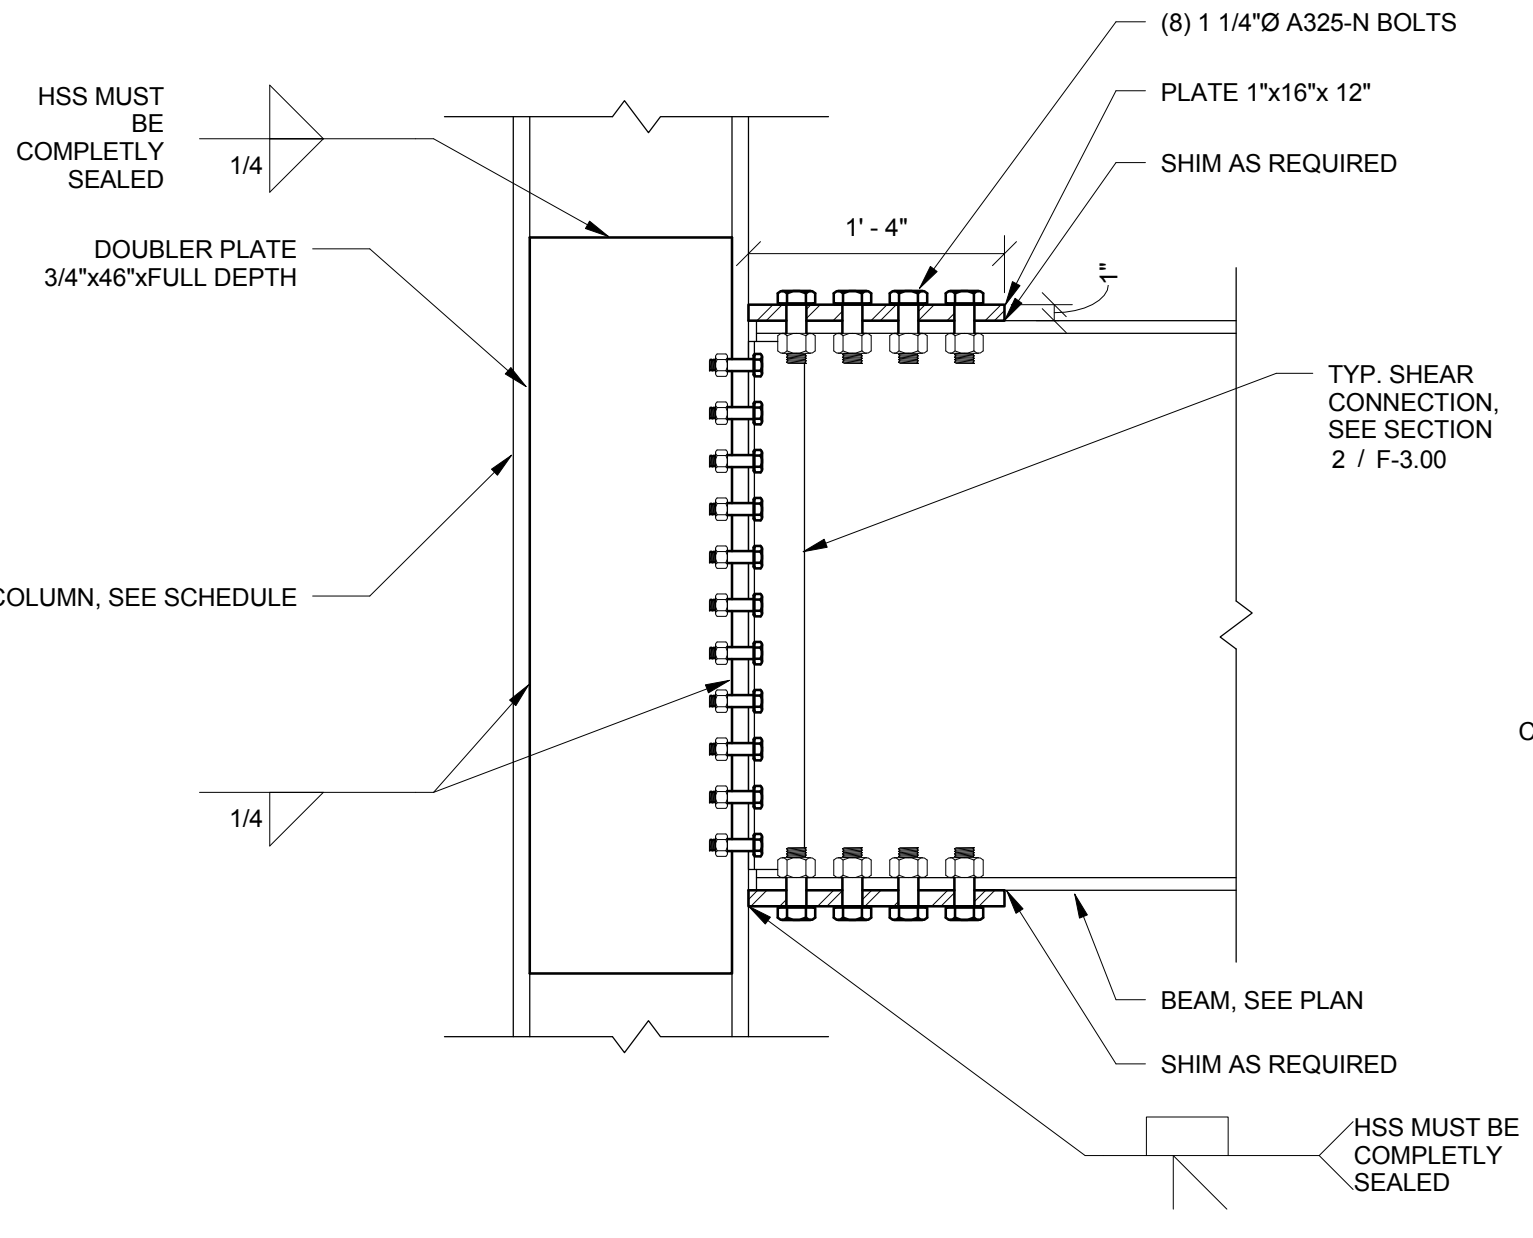 (8) 1 1/4"Ø A325-N BOLTS
PLATE 1"x16"x 12"
SHIM AS REQUIRED
HSS MUST
BE
COMPLETLY
SEALED
1/4
DOUBLER PLATE
3/4"x46"xFULL DEPTH
1' - 4"
1"
TYP. SHEAR
CONNECTION,
SEE SECTION
2 / F-3.00
COLUMN, SEE SCHEDULE
C
1/4
BEAM, SEE PLAN
SHIM AS REQUIRED
HSS MUST BE
COMPLETLY
SEALED